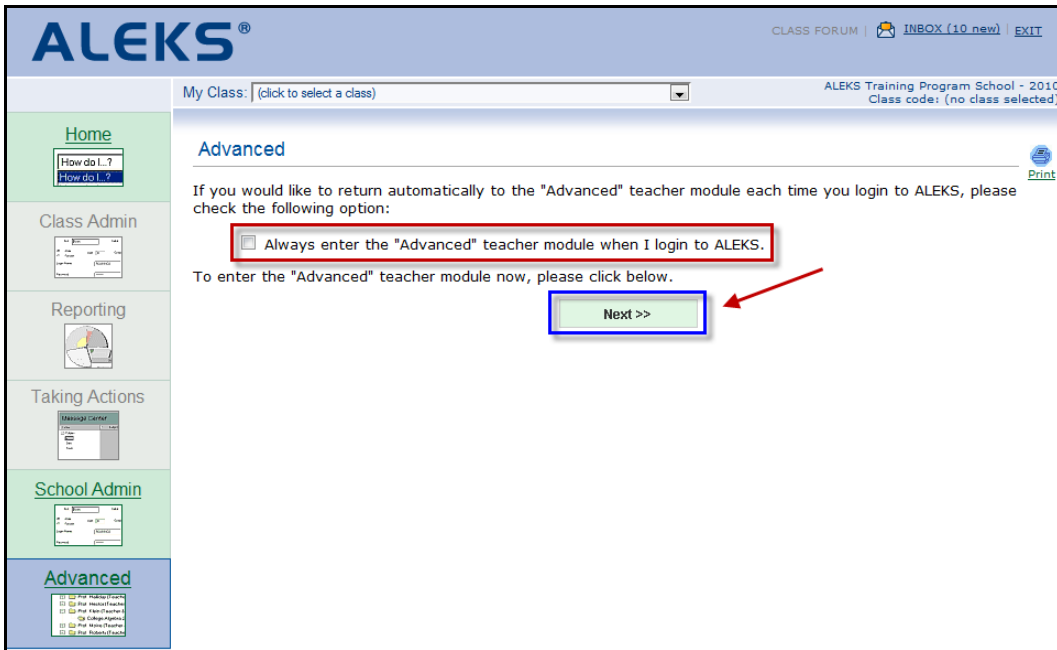 ALEKS®
CLASS FORUM | INBOX (10 new) | EXIT
My Class: (click to select a class)
ALEKS Training Program School - 2010
Class code: (no class selected)
Home
How do I...?
How do I...?
Class Admin
Reporting
Taking Actions
Message Center
School Admin
Advanced
Advanced
Print
If you would like to return automatically to the "Advanced" teacher module each time you login to ALEKS, please
check the following option:
Always enter the "Advanced" teacher module when I login to ALEKS.
To enter the "Advanced" teacher module now, please click below.
Next >>